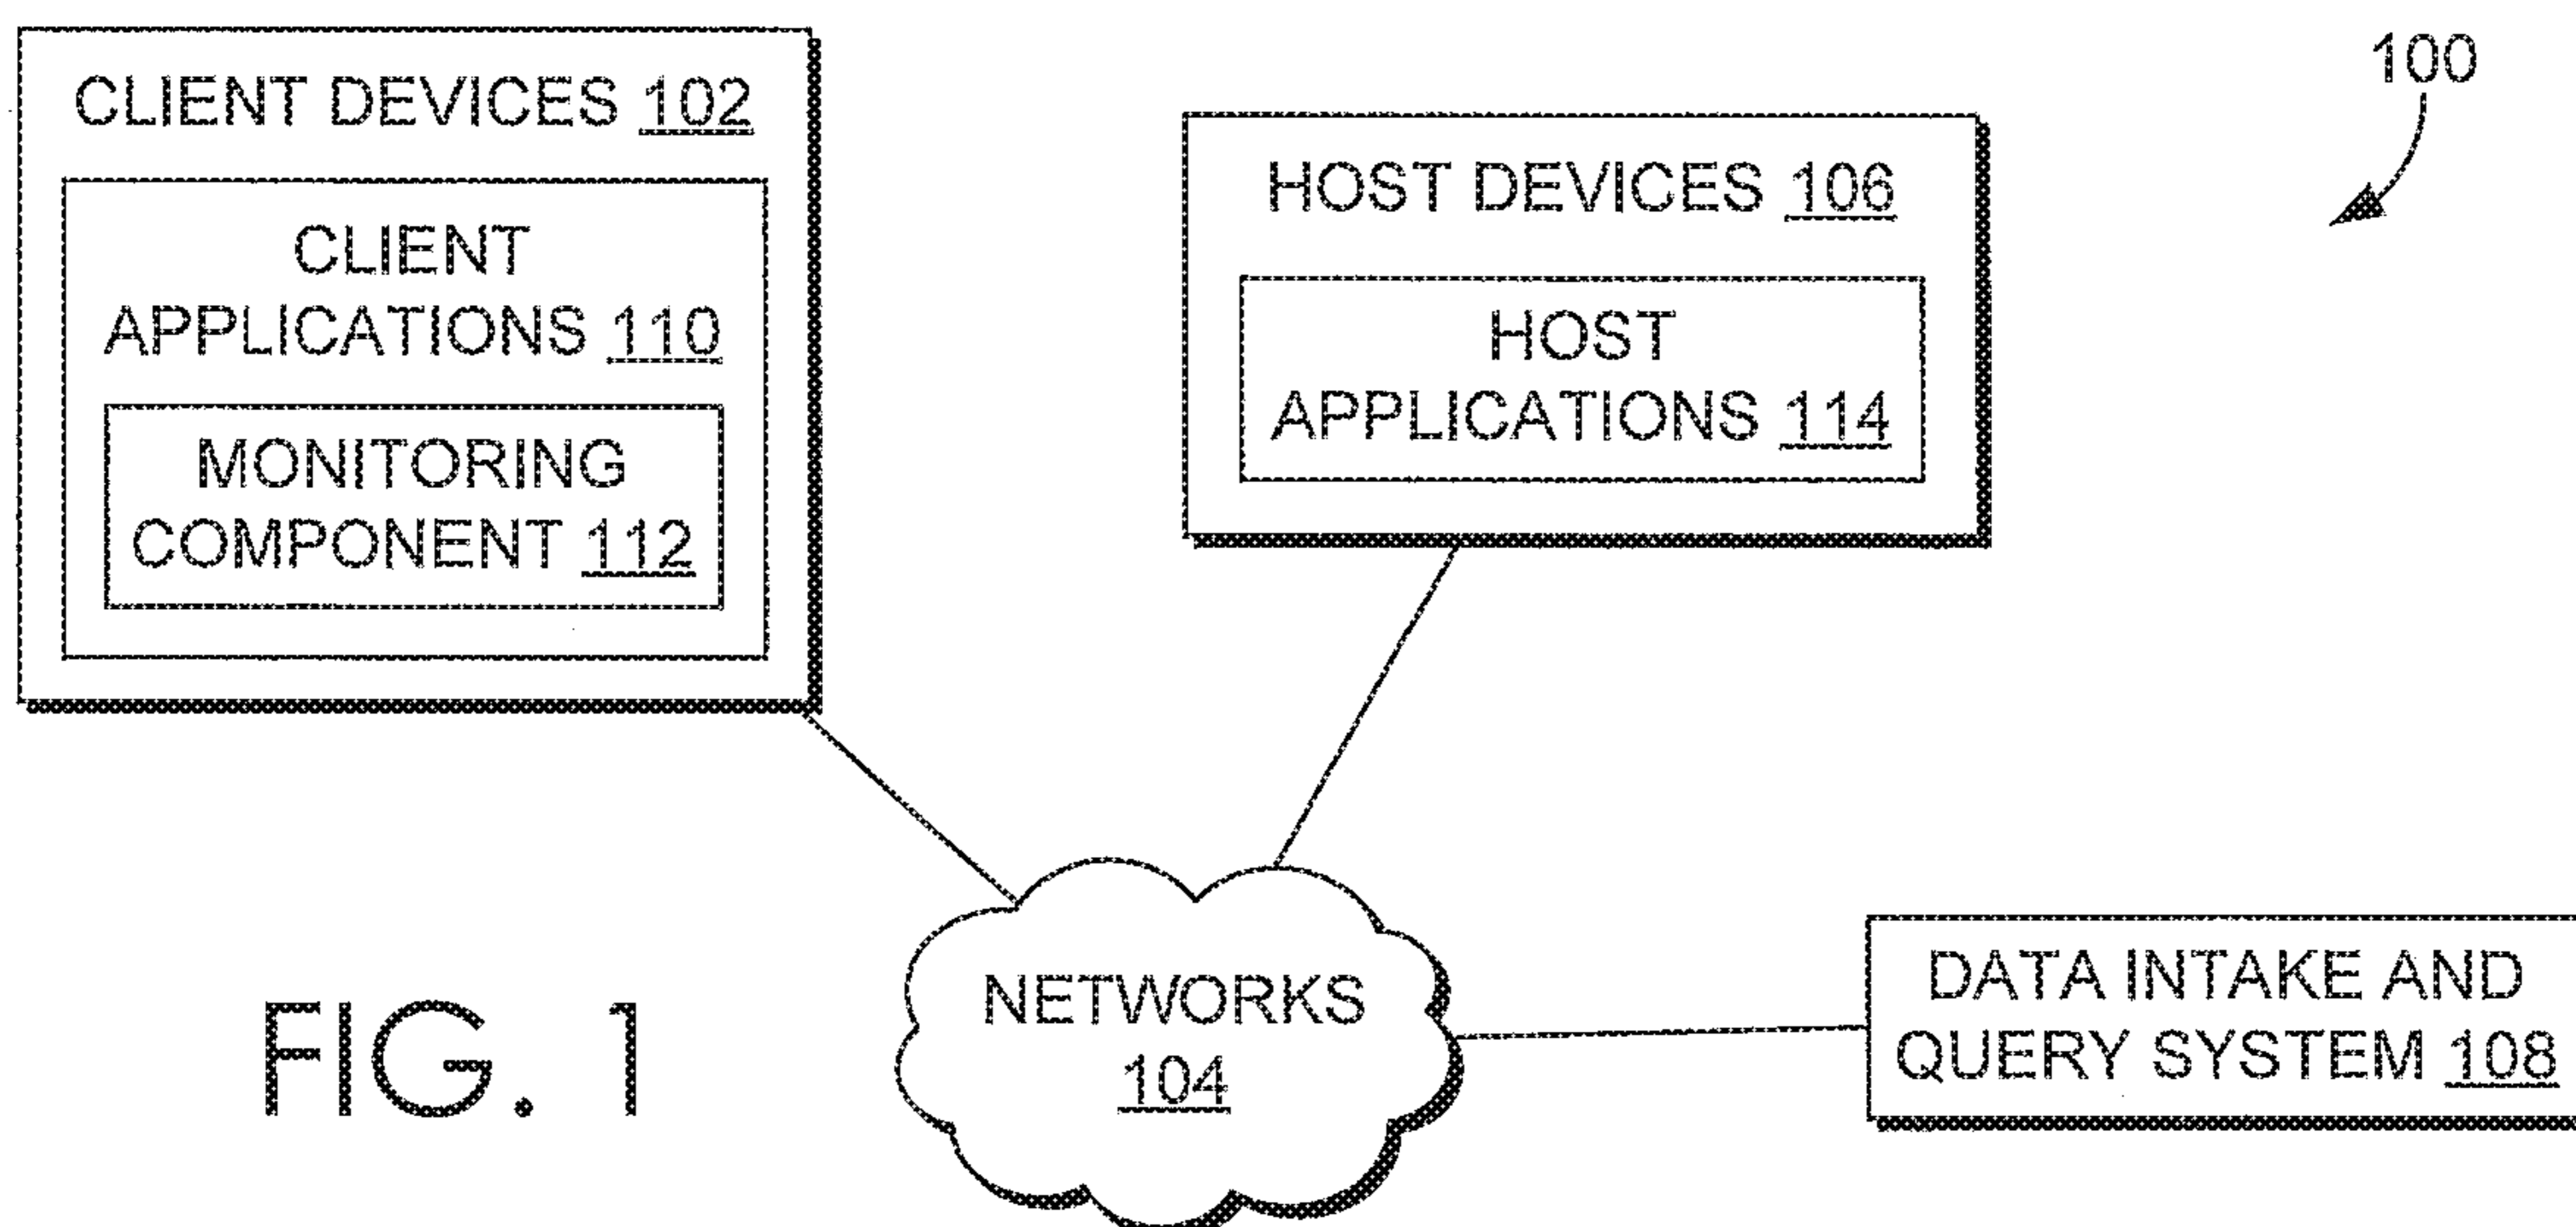 100
CLIENT DEVICES 102
CLIENT
APPLICATIONS 110
MONITORING
COMPONENT 112
HOST DEVICES 106
HOST
APPLICATIONS 114
NETWORKS
104
DATA INTAKE AND
QUERY SYSTEM 108
FIG. 1